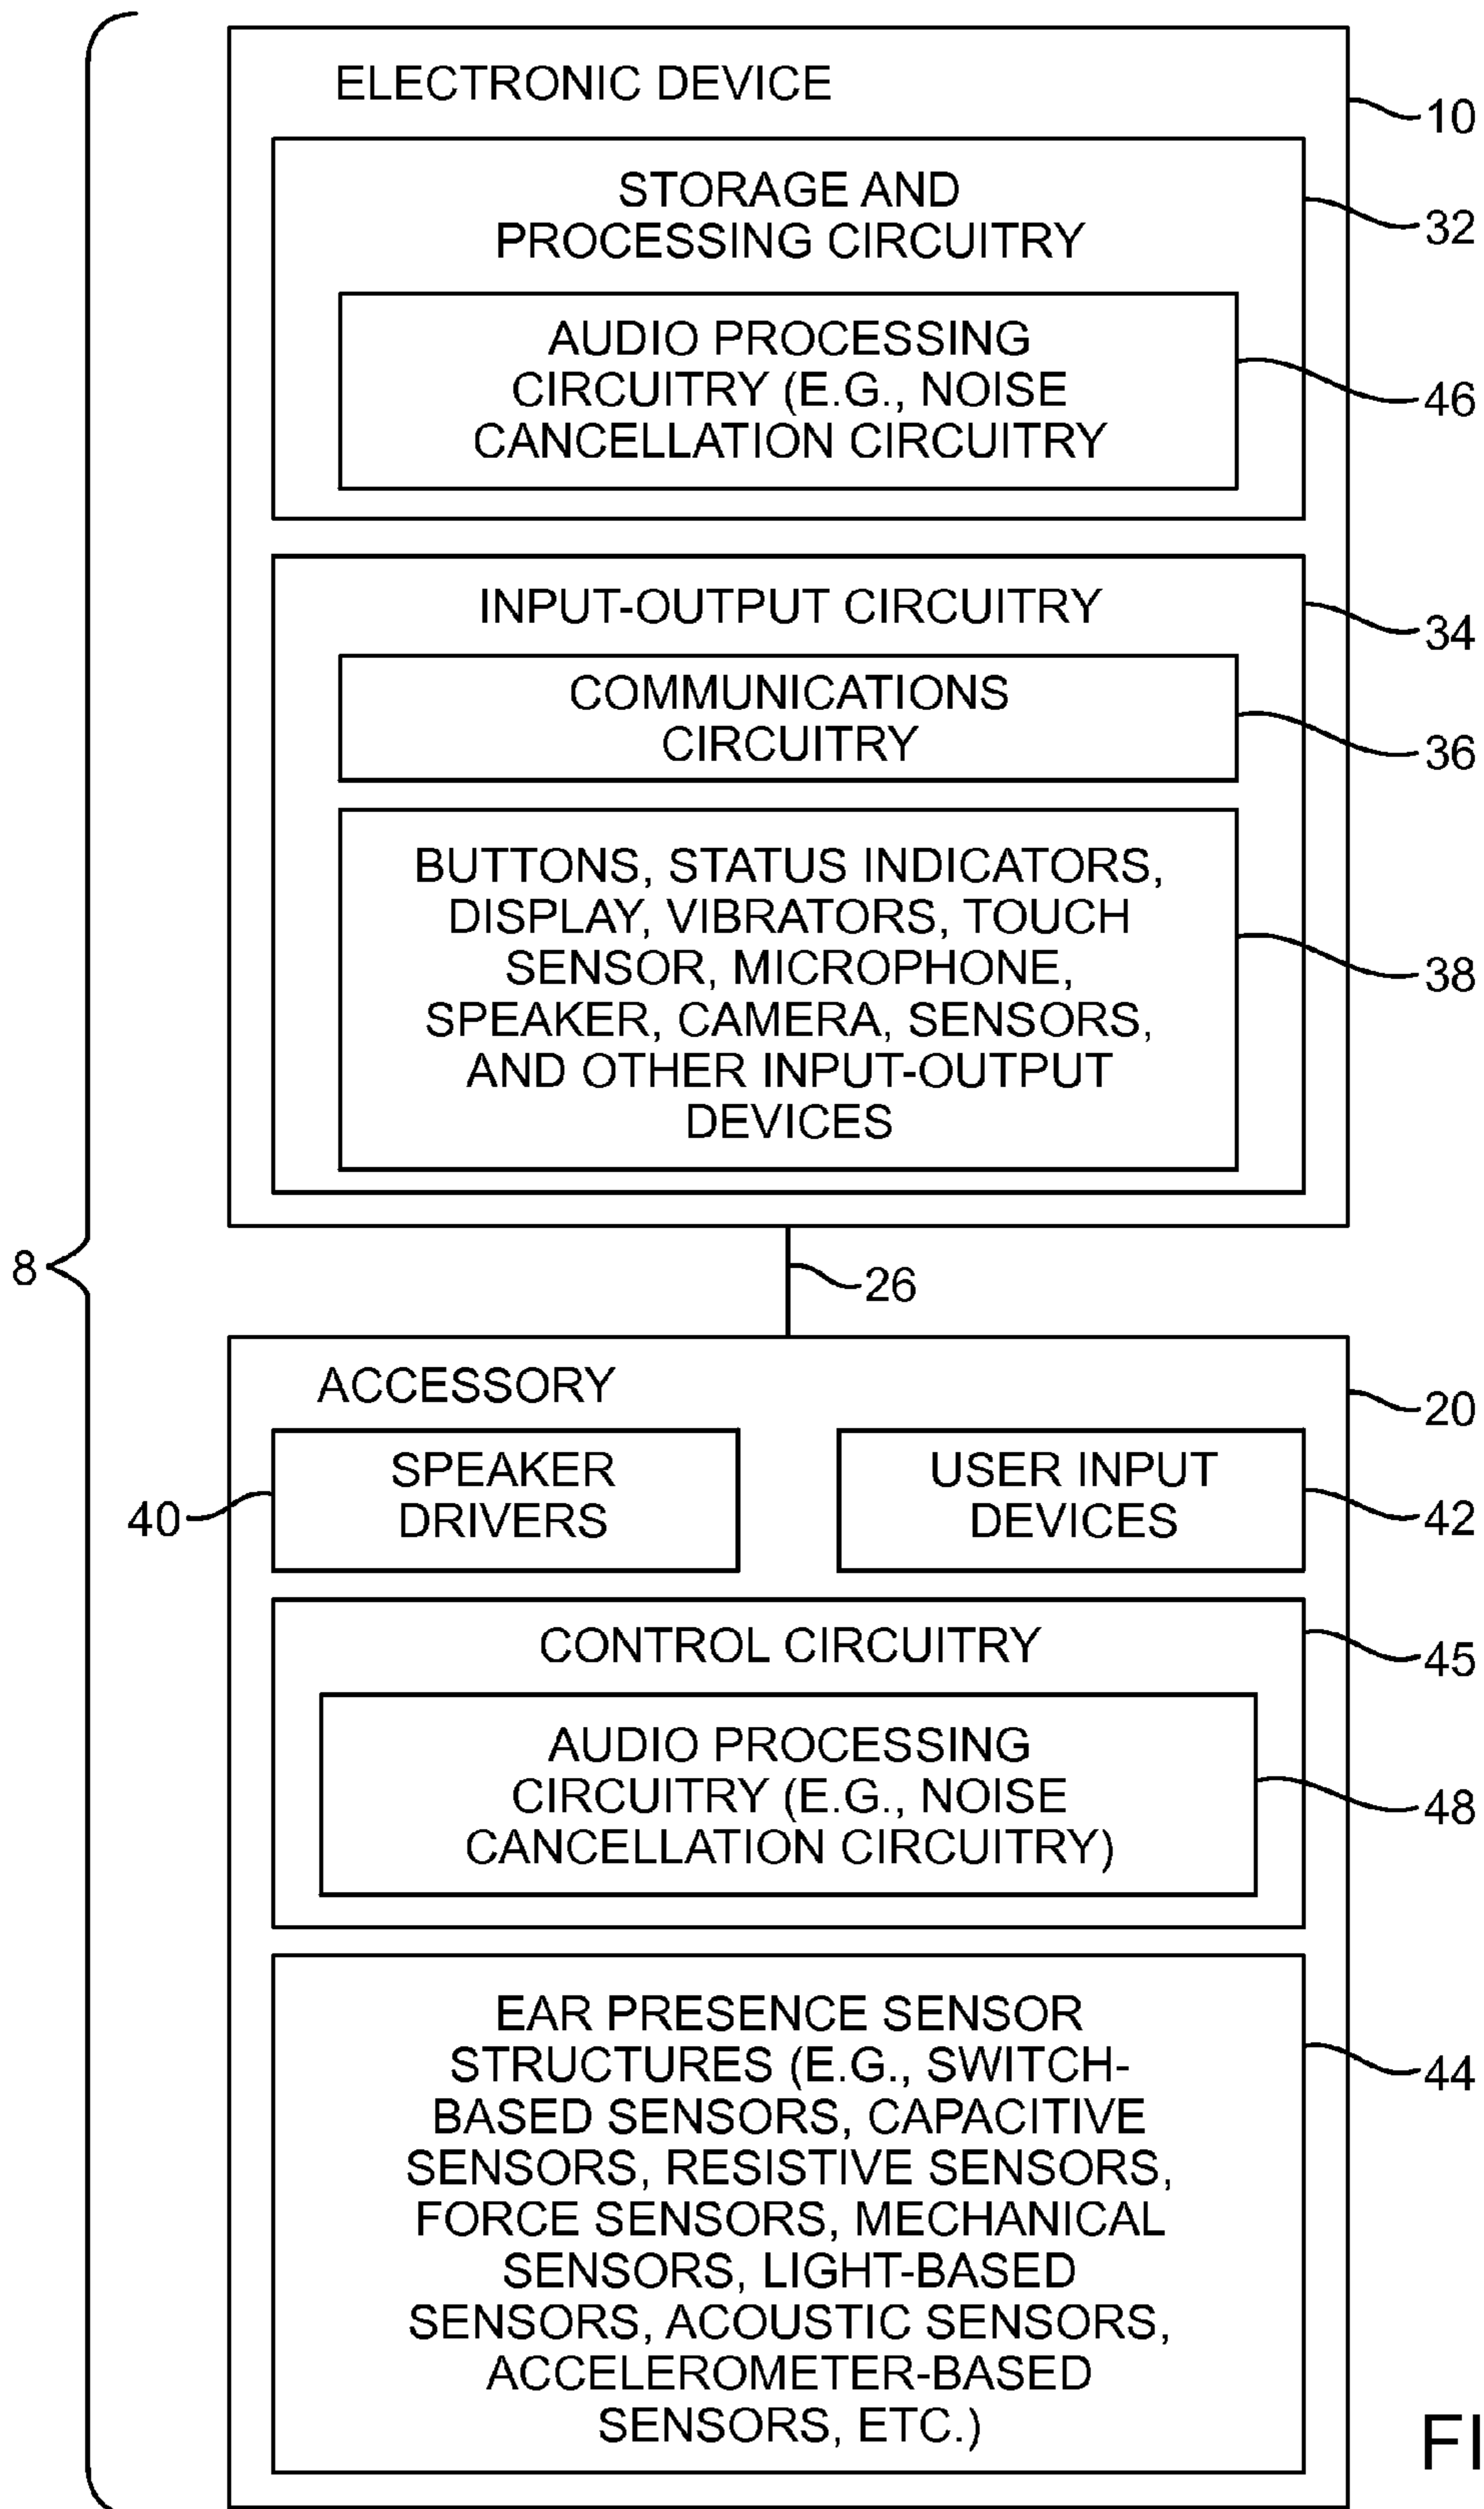 ELECTRONIC DEVICE
10
STORAGE AND
PROCESSING CIRCUITRY
32
AUDIO PROCESSING
CIRCUITRY (E.G., NOISE
CANCELLATION CIRCUITRY
46
INPUT-OUTPUT CIRCUITRY
34
COMMUNICATIONS
CIRCUITRY
36
BUTTONS, STATUS INDICATORS,
DISPLAY, VIBRATORS, TOUCH
SENSOR, MICROPHONE,
SPEAKER, CAMERA, SENSORS,
AND OTHER INPUT-OUTPUT
DEVICES
38
8
26
ACCESSORY
20
SPEAKER
DRIVERS
40
USER INPUT
DEVICES
42
CONTROL CIRCUITRY
45
AUDIO PROCESSING
CIRCUITRY (E.G., NOISE
CANCELLATION CIRCUITRY)
48
EAR PRESENCE SENSOR
STRUCTURES (E.G., SWITCH-
BASED SENSORS, CAPACITIVE
SENSORS, RESISTIVE SENSORS,
FORCE SENSORS, MECHANICAL
SENSORS, LIGHT-BASED
SENSORS, ACOUSTIC SENSORS,
ACCELEROMETER-BASED
SENSORS, ETC.)
44
FI